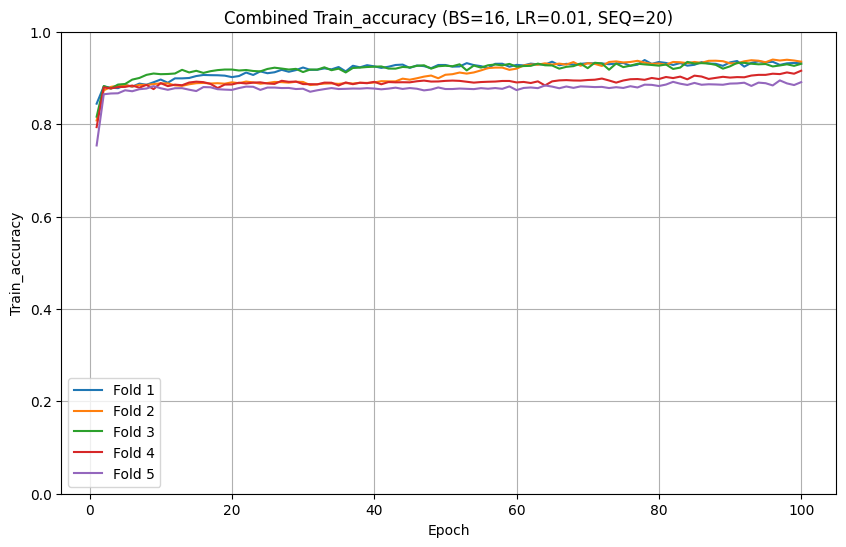 Combined Train_accuracy (BS=16, LR=0.01, SEQ=20)
Train_accuracy
1.0
0.8
0.6
0.4
0.2
0.0
Fold 1
Fold 2
Fold 3
Fold 4
Fold 5
0 20 40 60 80 100
Epoch